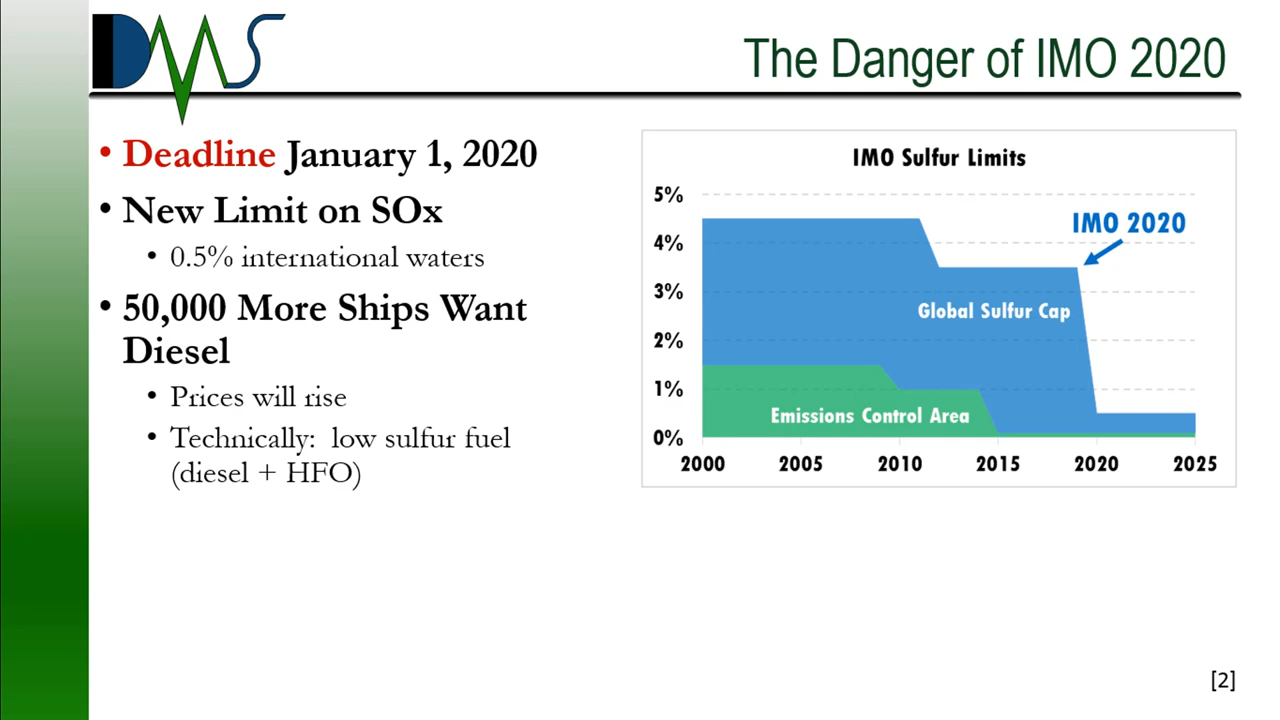 DMS
The Danger of IMO 2020
• Deadline January 1, 2020
• New Limit on SOx
• 0.5% international waters
• 50,000 More Ships Want
Diesel
• Prices will rise
• Technically: low sulfur fuel
(diesel + HFO)
IMO Sulfur Limits
5%
4%
3%
2%
1%
0%
IMO 2020
Global Sulfur Cap
Emissions Control Area
2000 2005 2010 2015 2020 2025
[2]